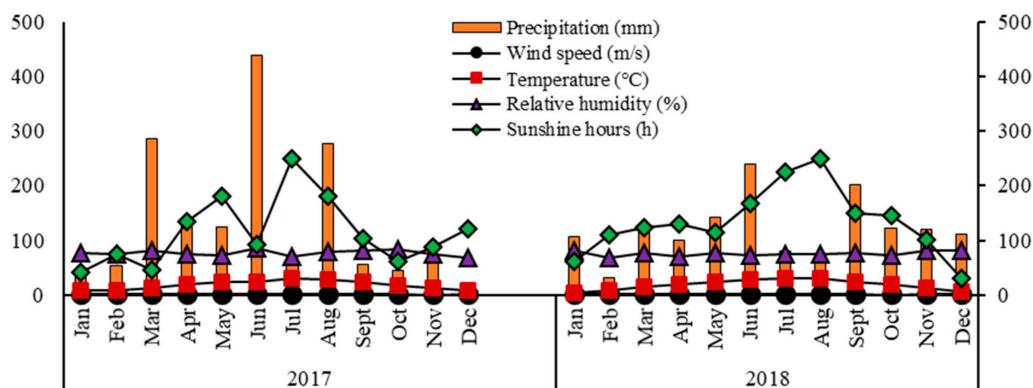 500
400
300
200
100
0
Precipitation (mm)
Wind speed (m/s)
Temperature (°C)
Relative humidity (%)
Sunshine hours (h)
500
400
300
200
100
0
Jan Feb Mar Apr May Jun Jul Aug Sept Oct Nov Dec Jan Feb Mar Apr May Jun Jul Aug Sept Oct Nov Dec
2017 2018